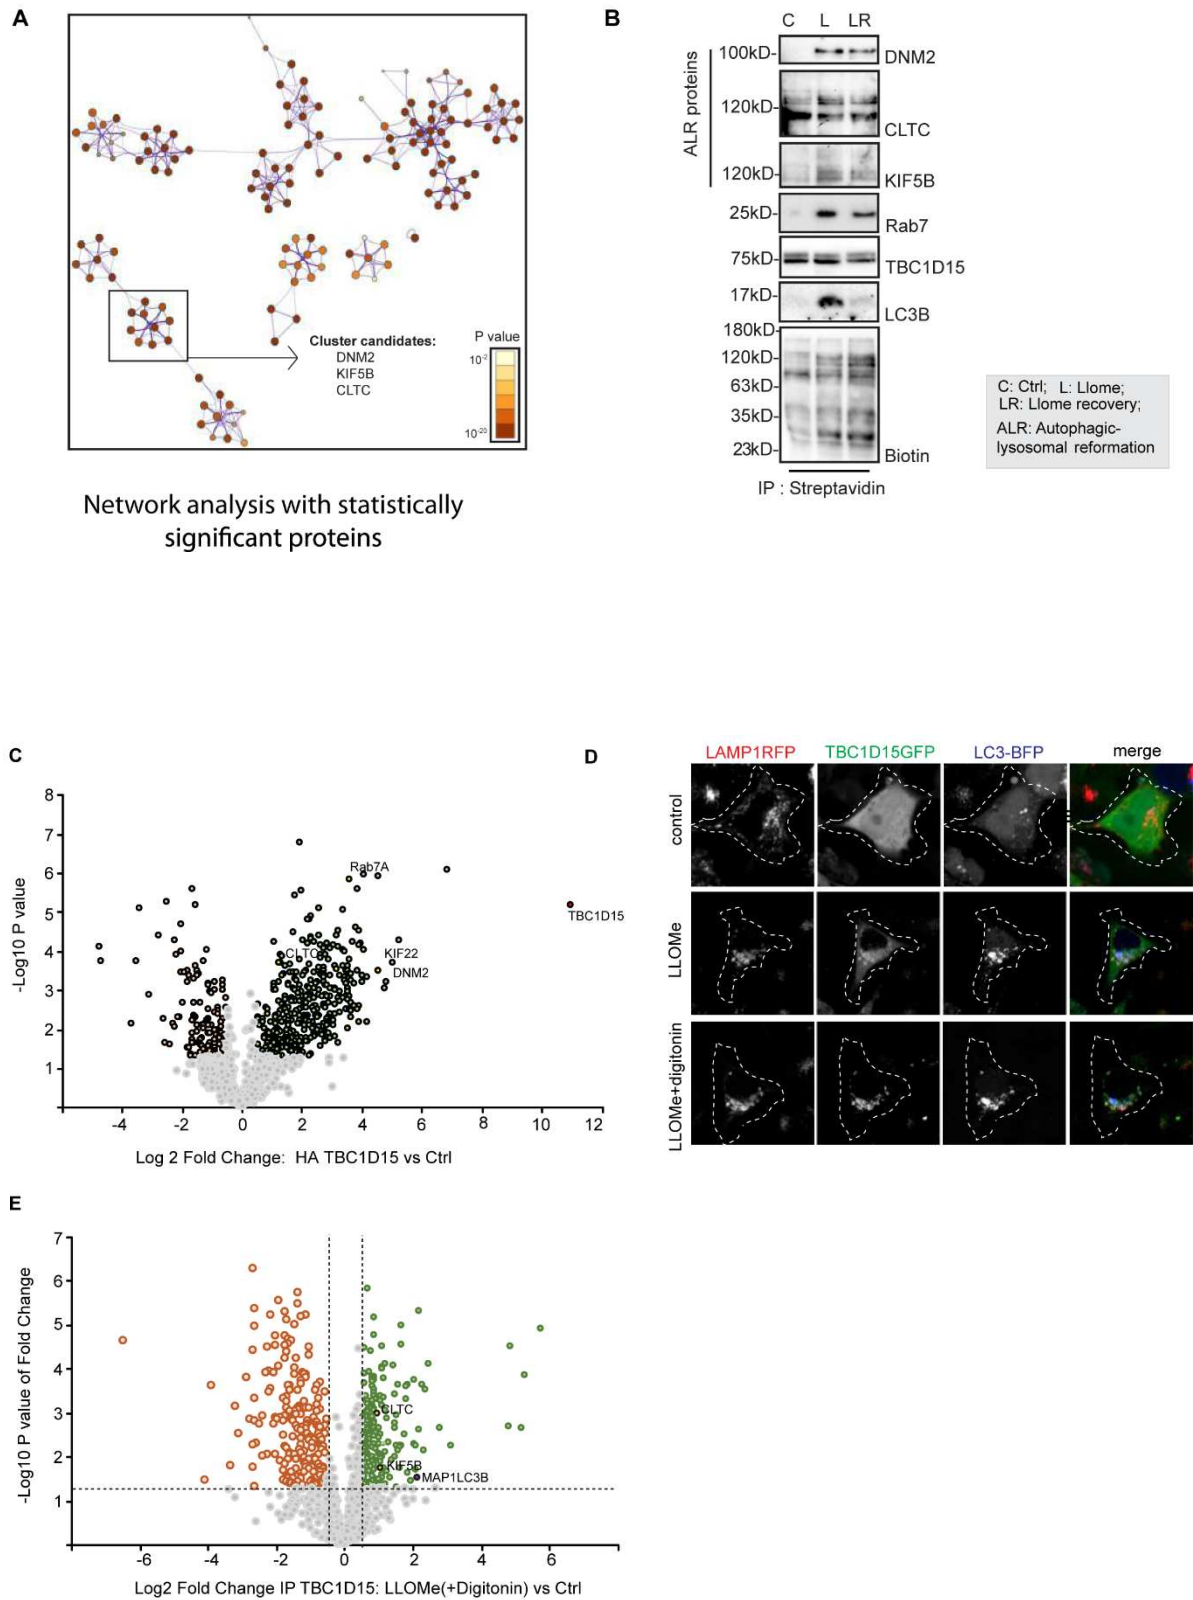 A
Cluster candidates:
DNM2
KIF5B
CLTC
P value
10-2
10-20
Network analysis with statistically
significant proteins
B
C L LR
ALR proteins
100kD- DNM2
120kD- CLTC
120kD- KIF5B
25kD- Rab7
75kD- TBC1D15
17kD- LC3B
180kD-
120kD-
63kD-
35kD-
23kD- Biotin
IP : Streptavidin
C: Ctrl; L: Llome;
LR: Llome recovery;
ALR: Autophagic-
lysosomal reformation
C
-Log10 P value
8
7
6
5
4
3
2
1
Rab7A
TBC1D15
CLTC
KIF22
DNM2
-4 -2 0 2 4 6 8 10 12
Log 2 Fold Change: HA TBC1D15 vs Ctrl
D
LAMP1RFP TBC1D15GFP LC3-BFP merge
control
LLOMe
LLOMe+digitonin
E
-Log10 P value of Fold Change
7
6
5
4
3
2
1
CLTC
KIF5B
MAP1LC3B
-6 -4 -2 0 2 4 6 8
Log2 Fold Change IP TBC1D15: LLOMe(+Digitonin) vs Ctrl